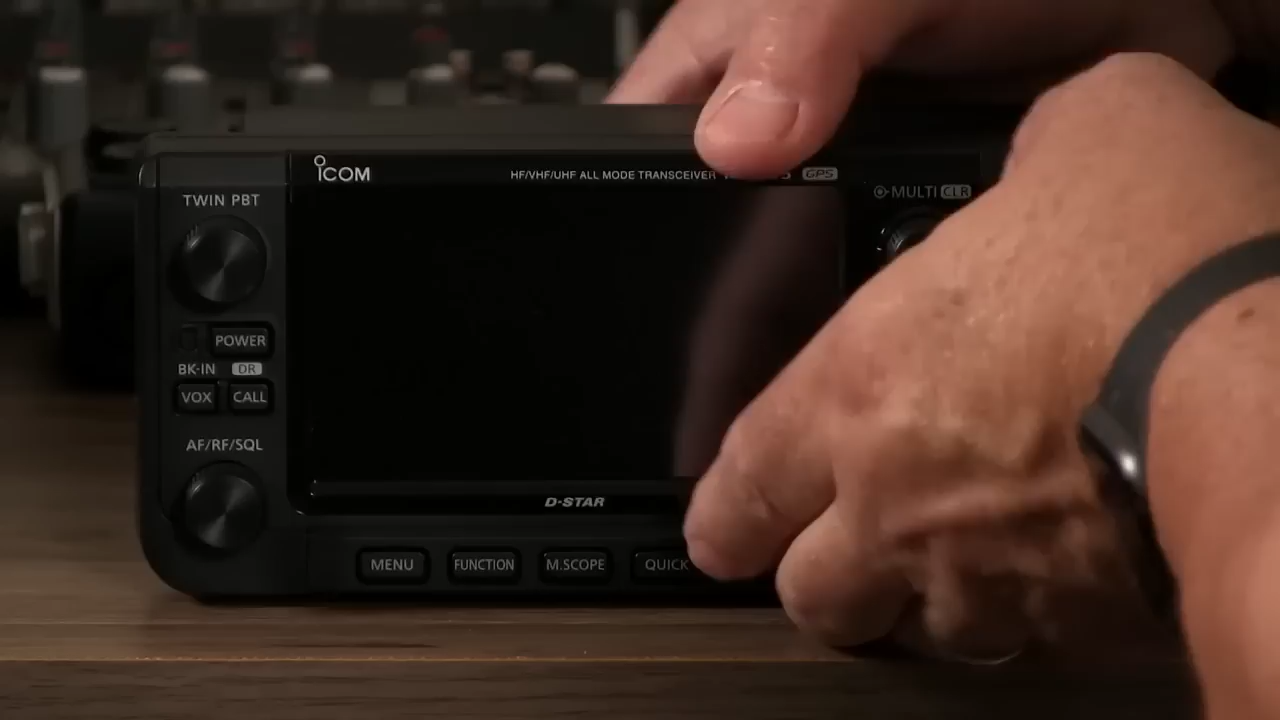 ICOM
HF/VHF/UHF ALL MODE TRANSCEIVER
GPS
MULTI CLR
TWIN PBT
POWER
BK-IN DR
VOX CALL
AF/RF/SQL
D-STAR
MENU FUNCTION M.SCOPE QUICK